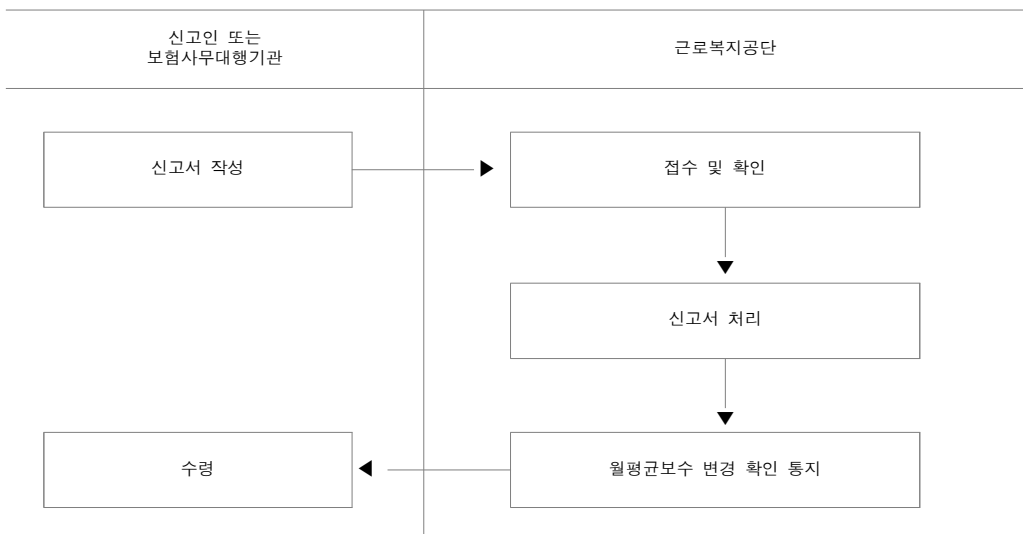 신고인 또는
보험사무대행기관
근로복지공단
신고서 작성
접수 및 확인
신고서 처리
수령
월평균보수 변경 확인 통지